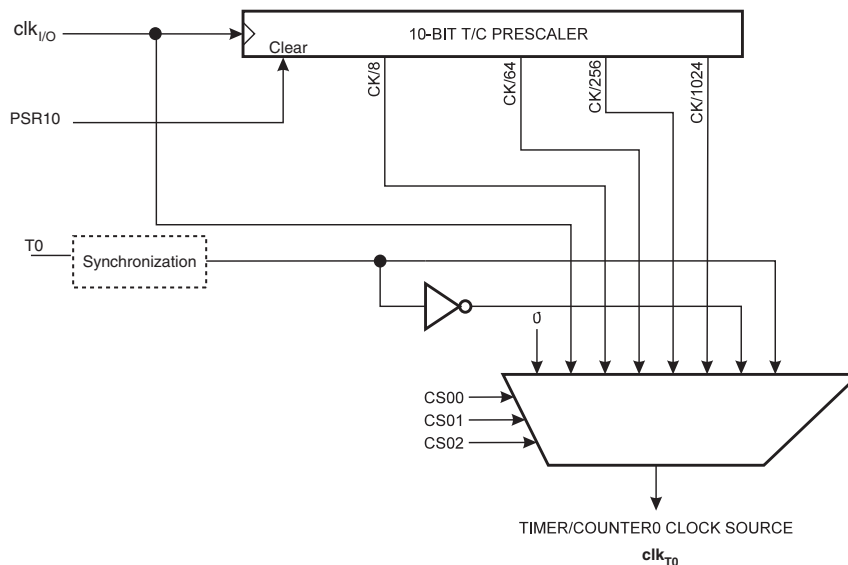 clkI/O
10-BIT T/C PRESCALER
Clear
CK/8
CK/64
CK/256
CK/1024
PSR10
T0
Synchronization
0
CS00
CS01
CS02
TIMER/COUNTER0 CLOCK SOURCE
clkT0